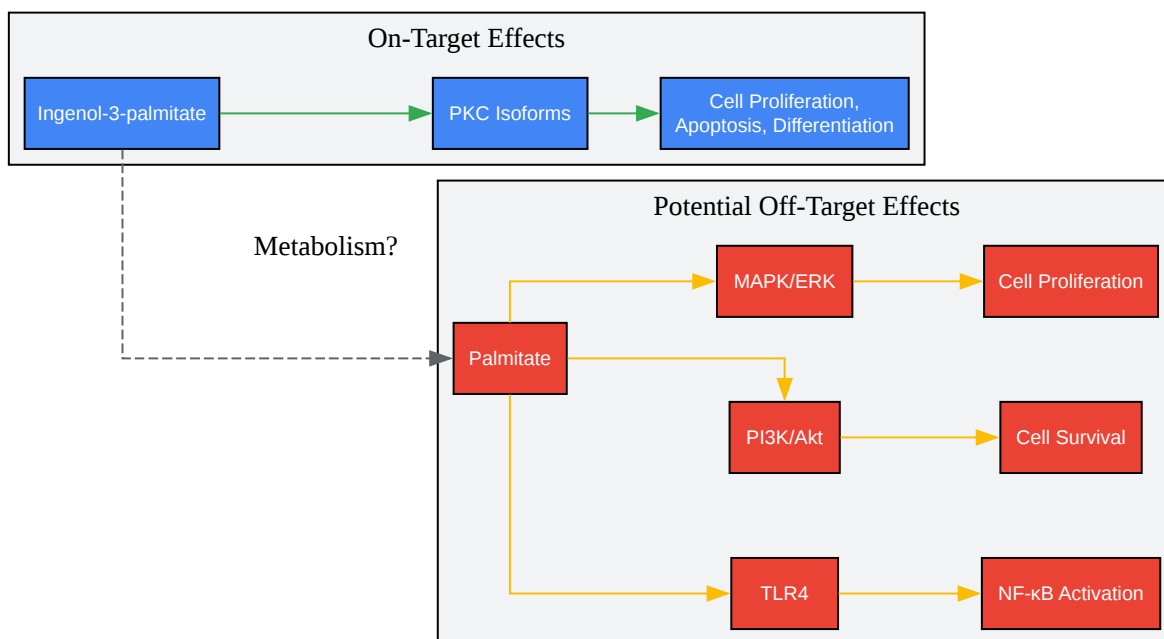 On-Target Effects
Ingenol-3-palmitate
PKC Isoforms
Cell Proliferation,
Apoptosis, Differentiation
Metabolism?
Potential Off-Target Effects
MAPK/ERK
Cell Proliferation
Palmitate
PI3K/Akt
Cell Survival
TLR4
NF-κB Activation